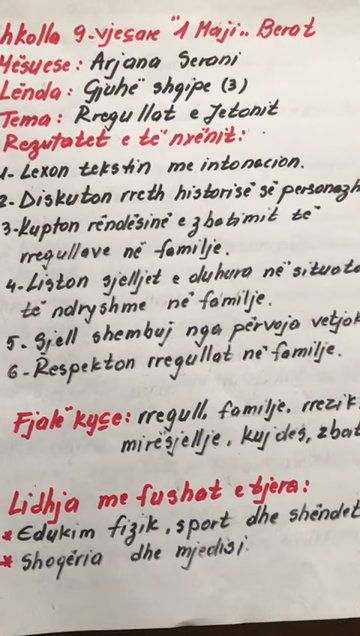 hkolla 9-vjeçare "1 Maji" Berat
Mësuese: Arjana Seroni
Lënda: Gjuhë shqipe (3)
Tema: Rregullat e Jetonit
Rezultatet e të nxënit:
1- Lexon tekstin me intonacion.
2- Diskuton rreth historisë së personazh
3- Kupton rëndësinë e zbatimit të
rregullave në familje.
4- Liston sjelljet e duhura në situata
të ndryshme në familje.
5. Sjell shembuj nga përvoja vetjak
6- Respekton rregullat në familje.
Fjalë kyçe: rregull, familje, rrezik,
mirësjellje, kujdes, zbat
Lidhja me fushat e tjera:
* Edukim fizik, sport dhe shëndet
* Shoqëria dhe mjedisi.